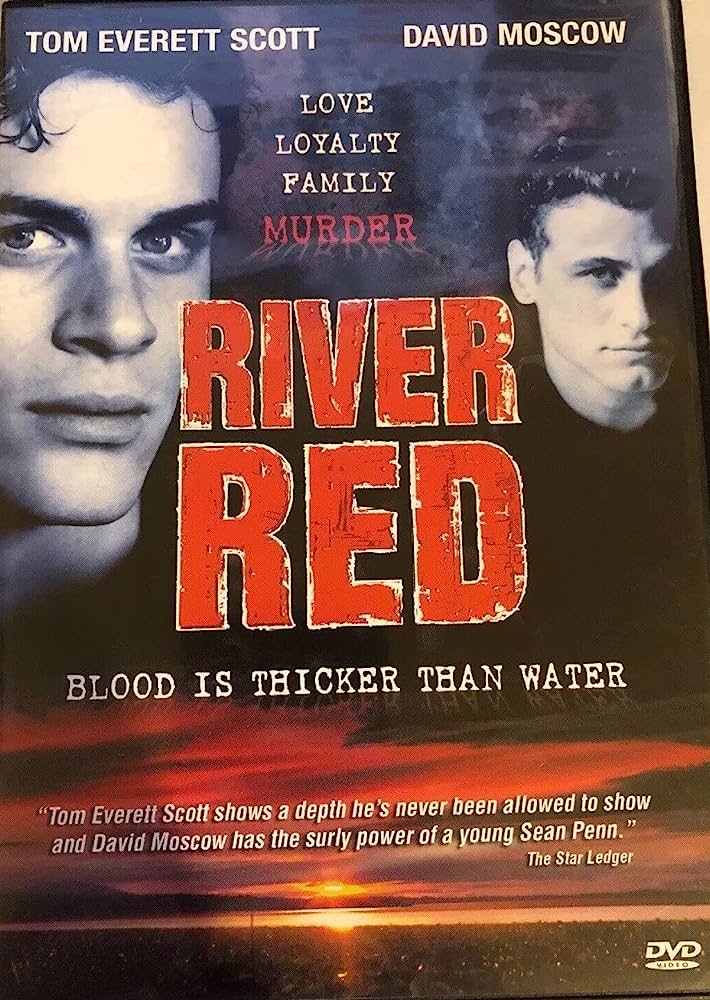 TOM EVERETT SCOTT DAVID MOSCOW
LOVE
LOYALTY
FAMILY
MURDER
RIVER
RED
BLOOD IS THICKER THAN WATER
“Tom Everett Scott shows a depth he's never been allowed to show
and David Moscow has the surly power of a young Sean Penn.”
The Star Ledger
DVD
VIDEO